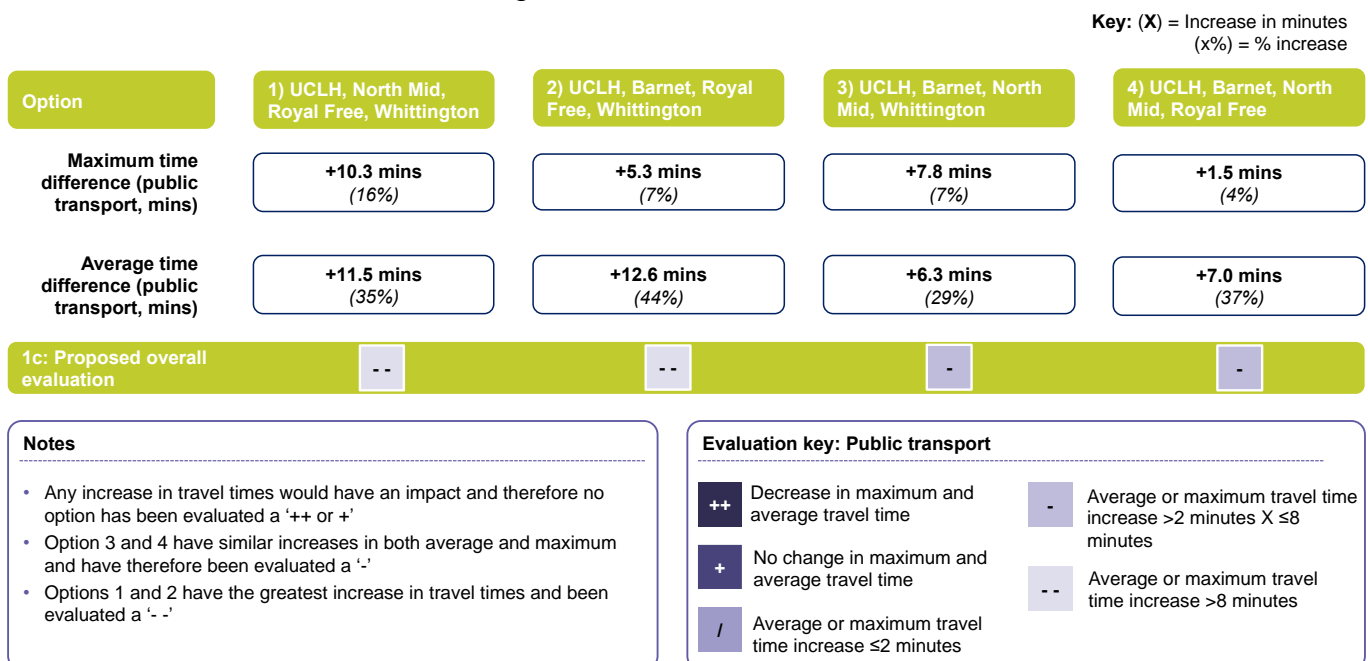 Key: (X) = Increase in minutes
(x%) = % increase
Option
1) UCLH, North Mid,
Royal Free, Whittington
2) UCLH, Barnet, Royal
Free, Whittington
3) UCLH, Barnet, North
Mid, Whittington
4) UCLH, Barnet, North
Mid, Royal Free
Maximum time
difference (public
transport, mins)
+10.3 mins
(16%)
+5.3 mins
(7%)
+7.8 mins
(7%)
+1.5 mins
(4%)
Average time
difference (public
transport, mins)
+11.5 mins
(35%)
+12.6 mins
(44%)
+6.3 mins
(29%)
+7.0 mins
(37%)
1c: Proposed overall
evaluation
- -
- -
-
-
Notes
• Any increase in travel times would have an impact and therefore no
option has been evaluated a ‘++ or +’
• Option 3 and 4 have similar increases in both average and maximum
and have therefore been evaluated a ‘-’
• Options 1 and 2 have the greatest increase in travel times and been
evaluated a ‘- -’
Evaluation key: Public transport
++
Decrease in maximum and
average travel time
+
No change in maximum and
average travel time
/
Average or maximum travel
time increase ≤2 minutes
-
Average or maximum travel time
increase >2 minutes X ≤8
minutes
- -
Average or maximum travel
time increase >8 minutes